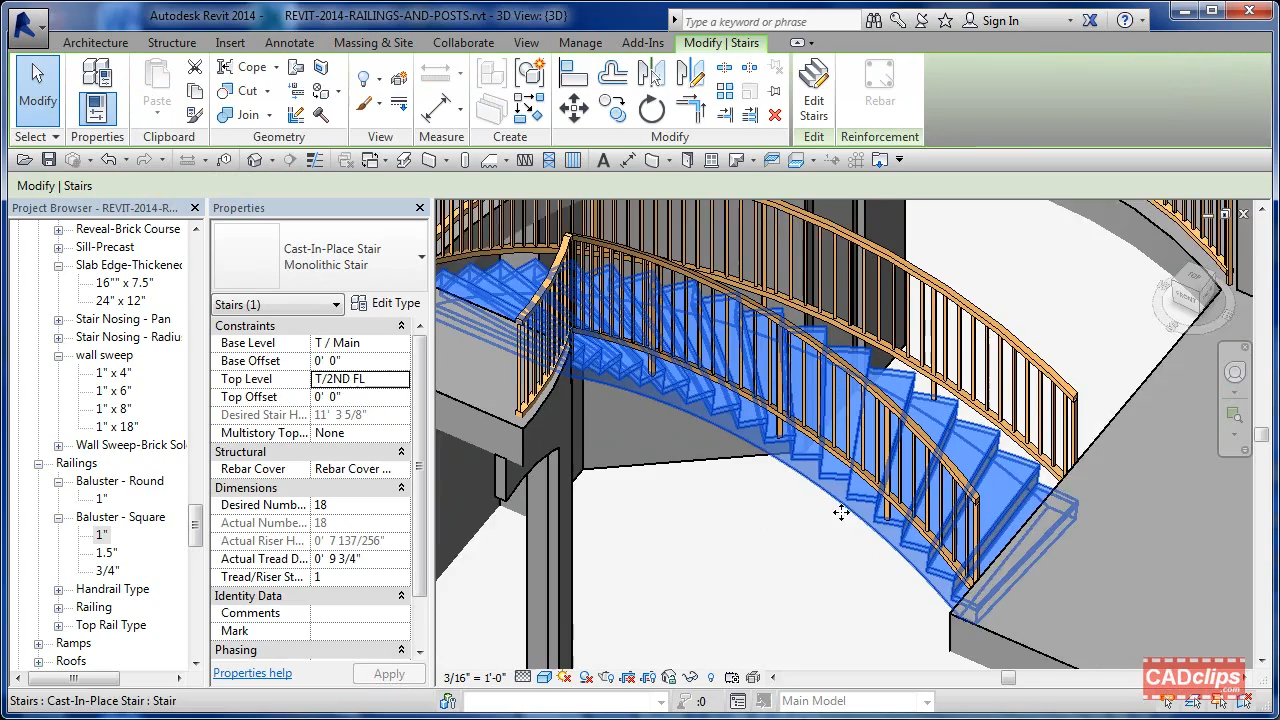 Autodesk Revit 2014 - REVIT-2014-RAILINGS-AND-POSTS.rvt - 3D View: {3D}
Type a keyword or phrase
Sign In
Architecture Structure Insert Annotate Massing & Site Collaborate View Manage Add-Ins Modify | Stairs
Modify
Paste
Cope
Cut
Join
Edit
Stairs
Rebar
Select Properties Clipboard Geometry View Measure Create Modify Edit Reinforcement
Modify | Stairs
Project Browser - REVIT-2014-R...
Reveal-Brick Course
Sill-Precast
Slab Edge-Thickened
16"" x 7.5"
24" x 12"
Stair Nosing - Pan
Stair Nosing - Radiu
wall sweep
1" x 4"
1" x 6"
1" x 8"
1" x 18"
Wall Sweep-Brick Sol
Railings
Baluster - Round
1"
Baluster - Square
1"
1.5"
3/4"
Handrail Type
Railing
Top Rail Type
Ramps
Roofs
Properties
Cast-In-Place Stair
Monolithic Stair
Stairs (1) Edit Type
Constraints
Base Level T / Main
Base Offset 0' 0"
Top Level T/2ND FL
Top Offset 0' 0"
Desired Stair H... 11' 3 5/8"
Multistory Top... None
Structural
Rebar Cover Rebar Cover ...
Dimensions
Desired Numb... 18
Actual Numbe... 18
Actual Riser H... 0' 7 137/256"
Actual Tread D... 0' 9 3/4"
Tread/Riser St... 1
Identity Data
Comments
Mark
Phasing
Properties help Apply
TOP
FRONT
3/16" = 1'-0"
CADclips
.com
Stairs : Cast-In-Place Stair : Stair
:0
Main Model